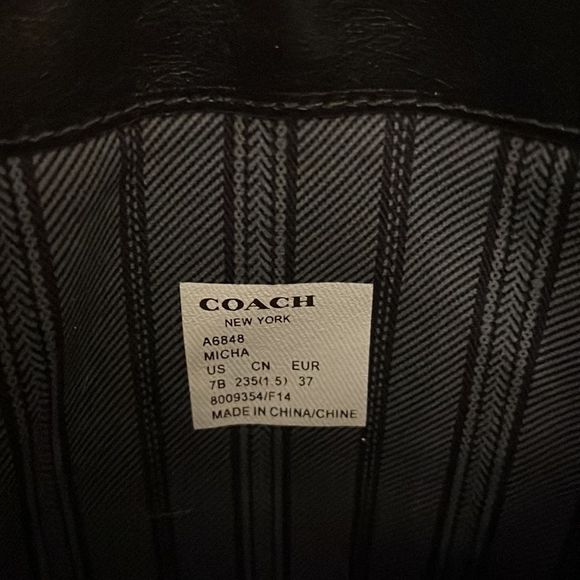 COACH
NEW YORK
A6848
MICHA
US CN EUR
7B 235(1.5) 37
8009354/F14
MADE IN CHINA/CHINE